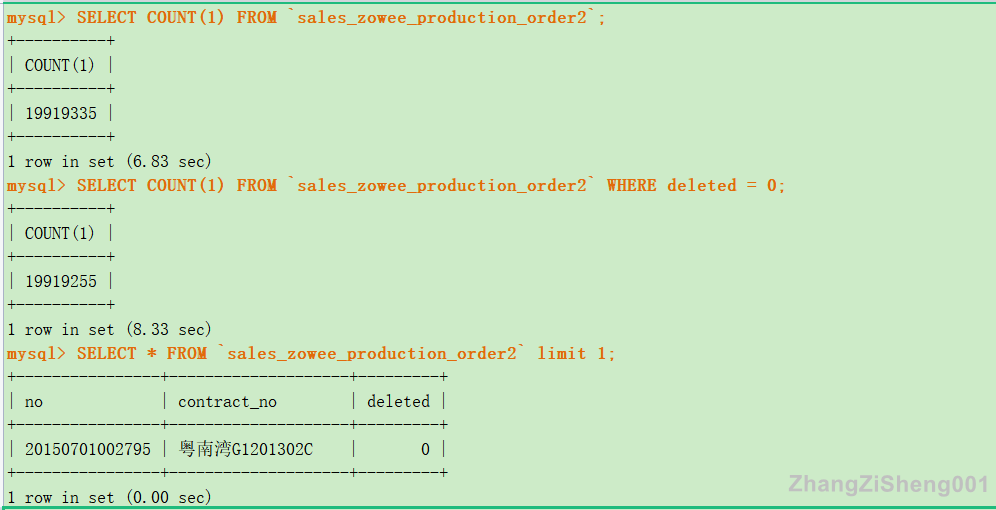 mysql> SELECT COUNT(1) FROM `sales_zowee_production_order2`;
+----------+
| COUNT(1) |
+----------+
| 19919335 |
+----------+
1 row in set (6.83 sec)
mysql> SELECT COUNT(1) FROM `sales_zowee_production_order2` WHERE deleted = 0;
+----------+
| COUNT(1) |
+----------+
| 19919255 |
+----------+
1 row in set (8.33 sec)
mysql> SELECT * FROM `sales_zowee_production_order2` limit 1;
+----------------+--------------------+---------+
| no             | contract_no        | deleted |
+----------------+--------------------+---------+
| 20150701002795 | 粤南湾G1201302C    |       0 |
+----------------+--------------------+---------+
1 row in set (0.00 sec)
ZhangZiSheng001